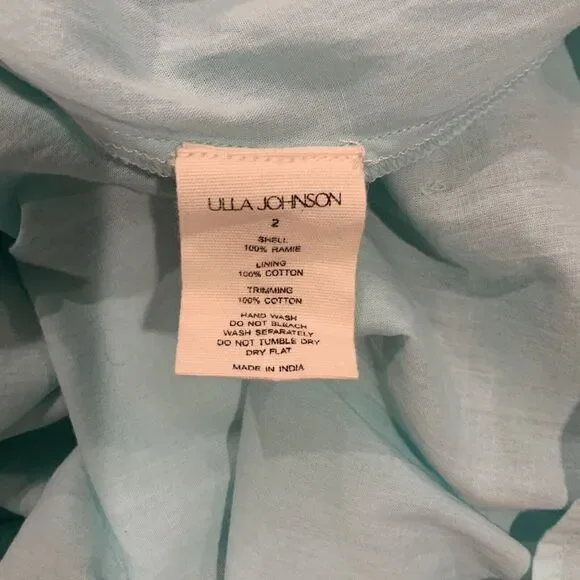 ULLA JOHNSON
2
SHELL
100% RAMIE
LINING
100% COTTON
TRIMMING
100% COTTON
HAND WASH
DO NOT BLEACH
WASH SEPARATELY
DO NOT TUMBLE DRY
DRY FLAT
MADE IN INDIA